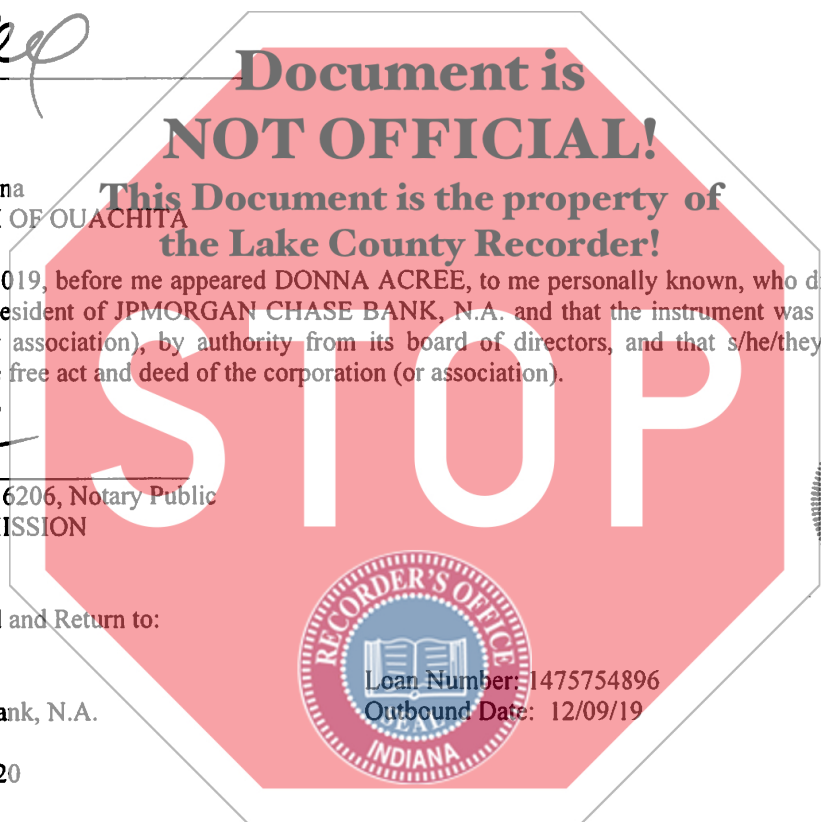 Document is
NOT OFFICIAL!
na
This Document is the property of
OF OUACHITA
the Lake County Recorder!
019, before me appeared DONNA ACREE, to me personally known, who d
esident of JPMORGAN CHASE BANK, N.A. and that the instrument was
association), by authority from its board of directors, and that s/he/they
free act and deed of the corporation (or association).
STOP
6206, Notary Public
ISSION
RECORDER'S OFFICE
and Return to:
Loan Number: 1475754896
ank, N.A.
Outbound Date: 12/09/19
SEAL
INDIANA
20